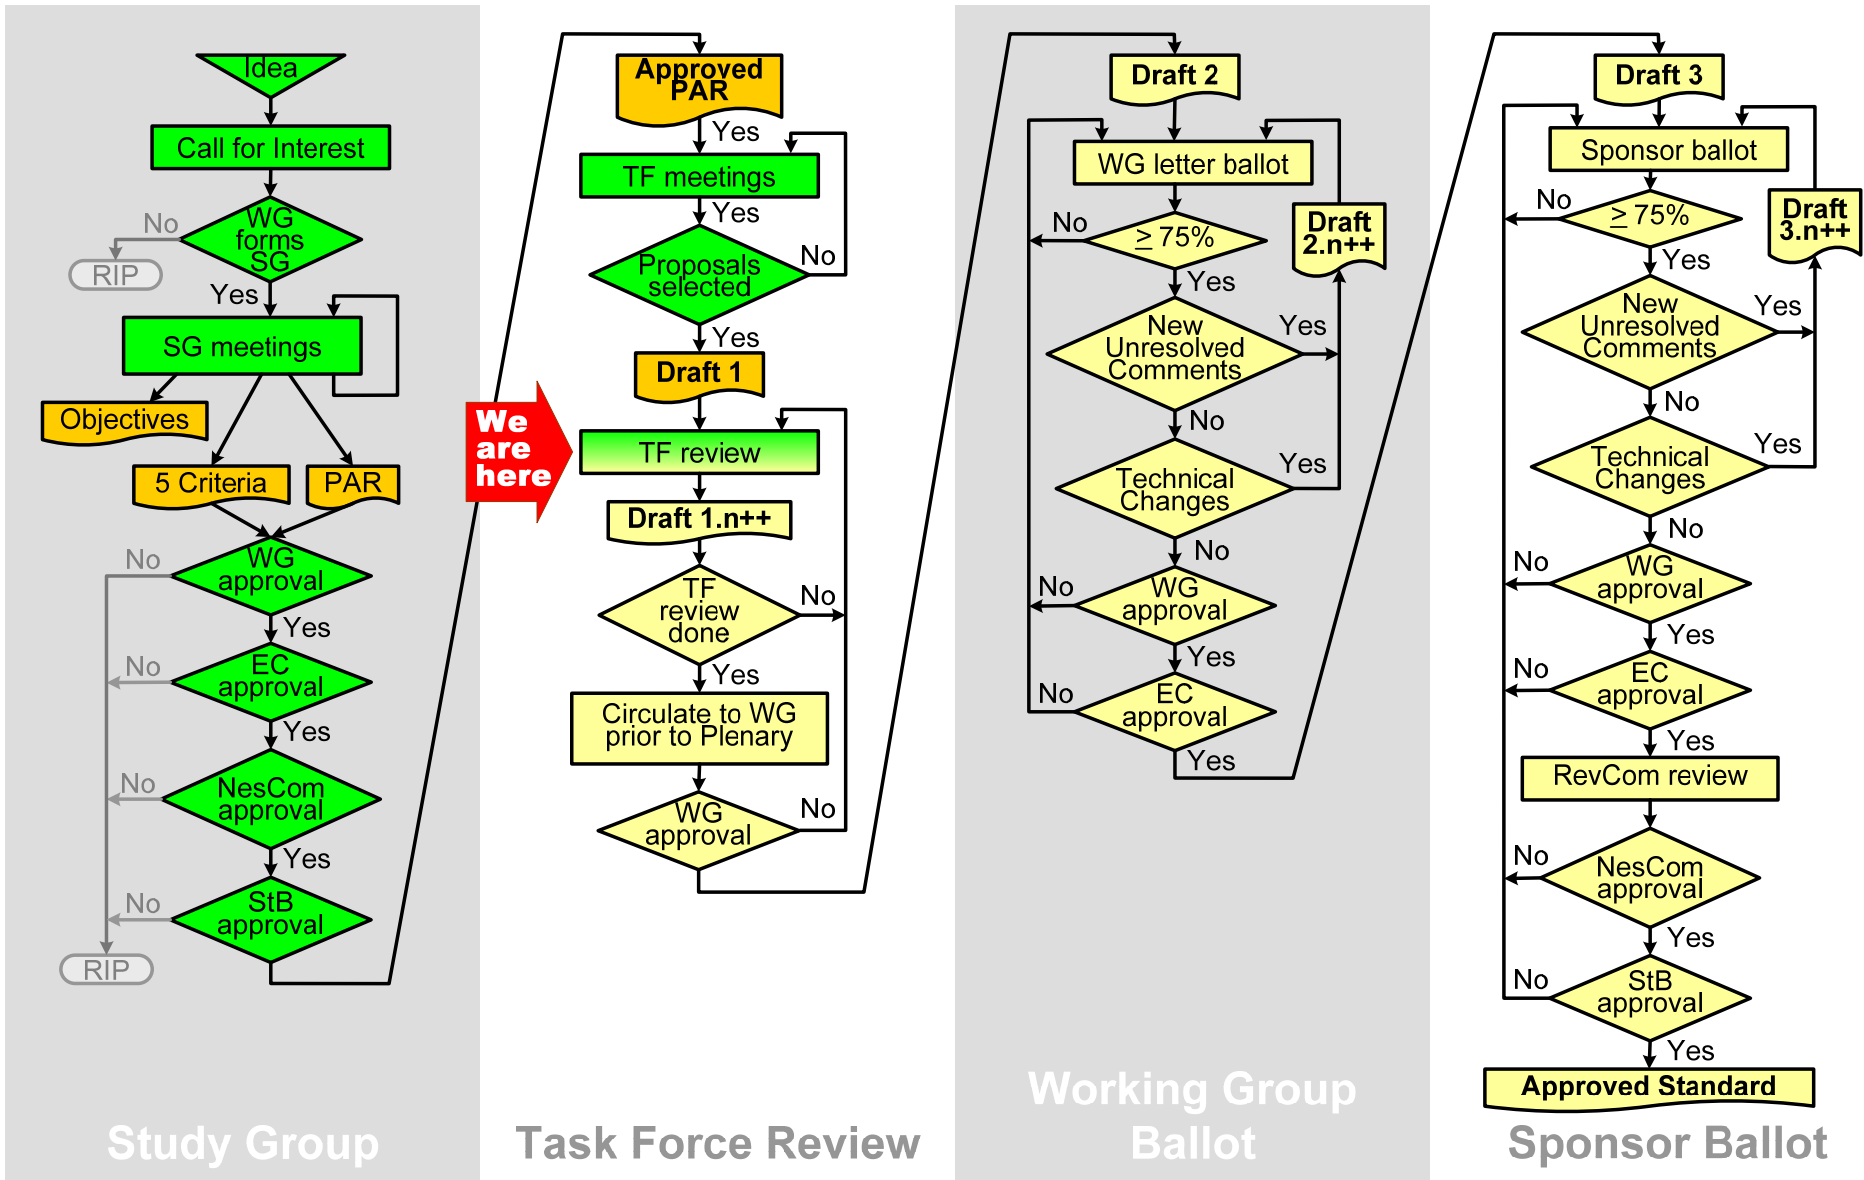 Idea
Call for Interest
WG
forms
SG
No
RIP
Yes
SG meetings
Objectives
5 Criteria
PAR
WG
approval
No
Yes
EC
approval
No
Yes
NesCom
approval
No
Yes
StB
approval
No
RIP
Study Group
Approved
PAR
Yes
TF meetings
Yes
Proposals
selected
No
Yes
Draft 1
We
are
here
TF review
Draft 1.n++
TF
review
done
No
Yes
Circulate to WG
prior to Plenary
WG
approval
No
Task Force Review
Draft 2
WG letter ballot
No
≥ 75%
Draft
2.n++
Yes
New
Unresolved
Comments
Yes
No
Technical
Changes
Yes
No
WG
approval
No
Yes
EC
approval
No
Yes
Working Group
Ballot
Draft 3
Sponsor ballot
No
≥ 75%
Draft
3.n++
Yes
New
Unresolved
Comments
Yes
No
Technical
Changes
Yes
No
WG
approval
No
Yes
EC
approval
No
Yes
RevCom review
NesCom
approval
No
Yes
StB
approval
No
Yes
Approved Standard
Sponsor Ballot